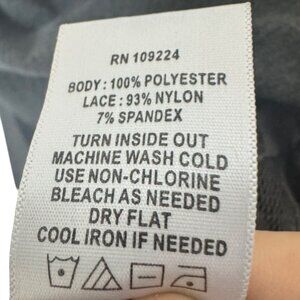 RN 109224
BODY : 100% POLYESTER
LACE : 93% NYLON
7% SPANDEX
TURN INSIDE OUT
MACHINE WASH COLD
USE NON-CHLORINE
BLEACH AS NEEDED
DRY FLAT
COOL IRON IF NEEDED